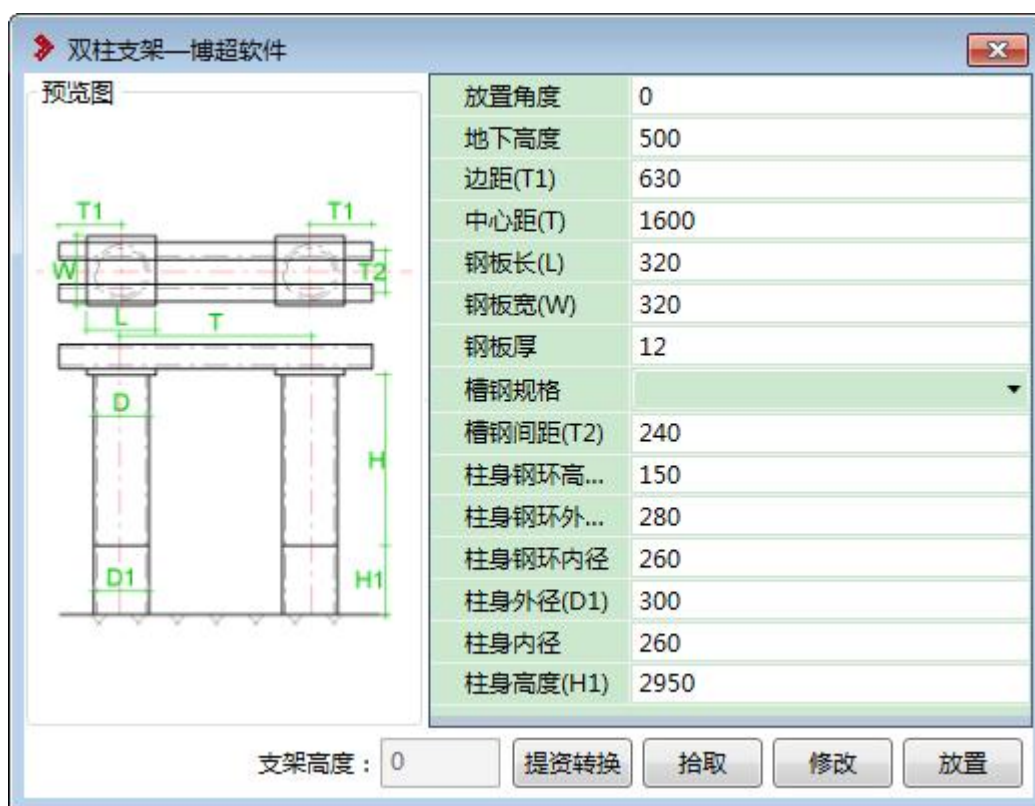 双柱支架—博超软件
预览图
T1 T1
W T2
L T
D
H
D1 H1
放置角度 0
地下高度 500
边距(T1) 630
中心距(T) 1600
钢板长(L) 320
钢板宽(W) 320
钢板厚 12
槽钢规格
槽钢间距(T2) 240
柱身钢环高... 150
柱身钢环外... 280
柱身钢环内径 260
柱身外径(D1) 300
柱身内径 260
柱身高度(H1) 2950
支架高度： 0 提资转换 拾取 修改 放置